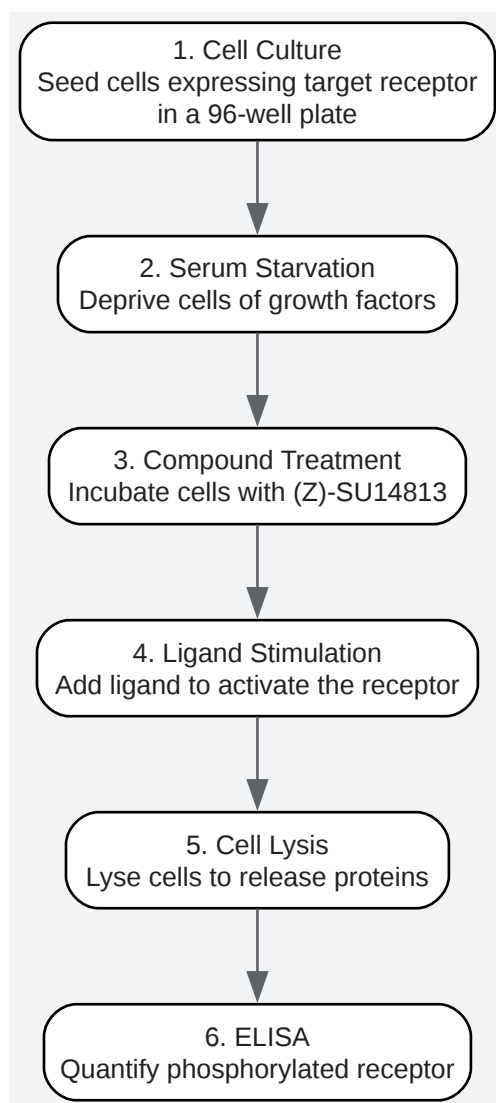 1. Cell Culture
Seed cells expressing target receptor
in a 96-well plate
2. Serum Starvation
Deprive cells of growth factors
3. Compound Treatment
Incubate cells with (Z)-SU14813
4. Ligand Stimulation
Add ligand to activate the receptor
5. Cell Lysis
Lyse cells to release proteins
6. ELISA
Quantify phosphorylated receptor